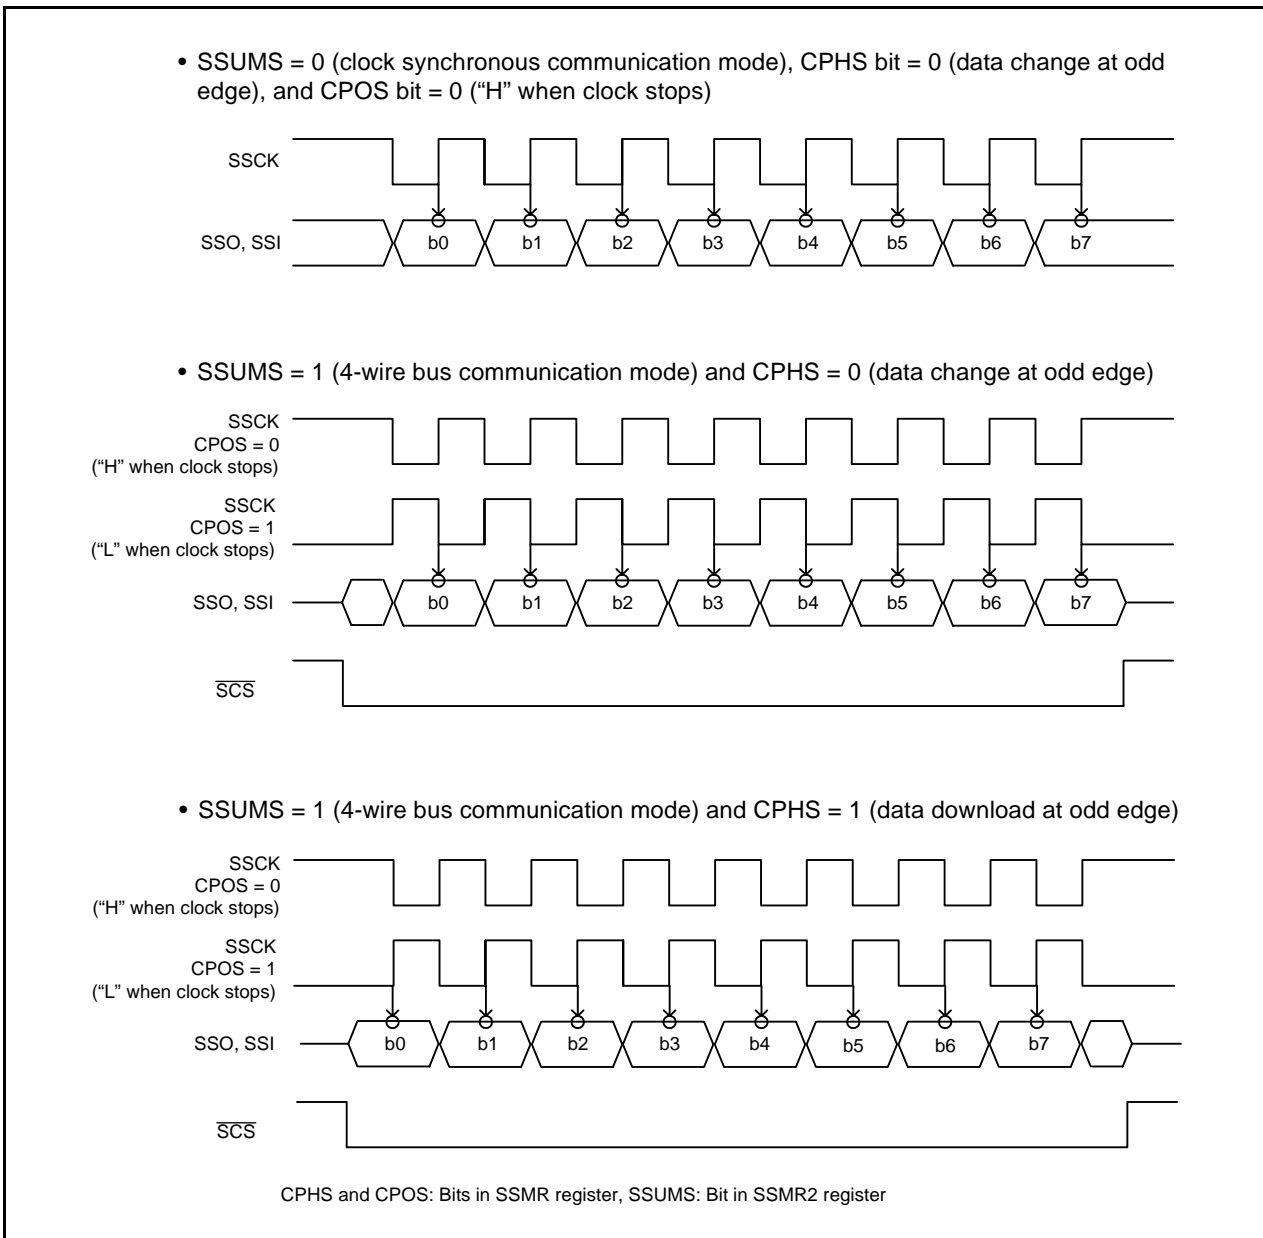 • SSUMS = 0 (clock synchronous communication mode), CPHS bit = 0 (data change at odd
edge), and CPOS bit = 0 (“H” when clock stops)
SSCK
SSO, SSI
b0 b1 b2 b3 b4 b5 b6 b7
• SSUMS = 1 (4-wire bus communication mode) and CPHS = 0 (data change at odd edge)
SSCK
CPOS = 0
(“H” when clock stops)
SSCK
CPOS = 1
(“L” when clock stops)
SSO, SSI
b0 b1 b2 b3 b4 b5 b6 b7
SCS
• SSUMS = 1 (4-wire bus communication mode) and CPHS = 1 (data download at odd edge)
SSCK
CPOS = 0
(“H” when clock stops)
SSCK
CPOS = 1
(“L” when clock stops)
SSO, SSI
b0 b1 b2 b3 b4 b5 b6 b7
SCS
CPHS and CPOS: Bits in SSMR register, SSUMS: Bit in SSMR2 register